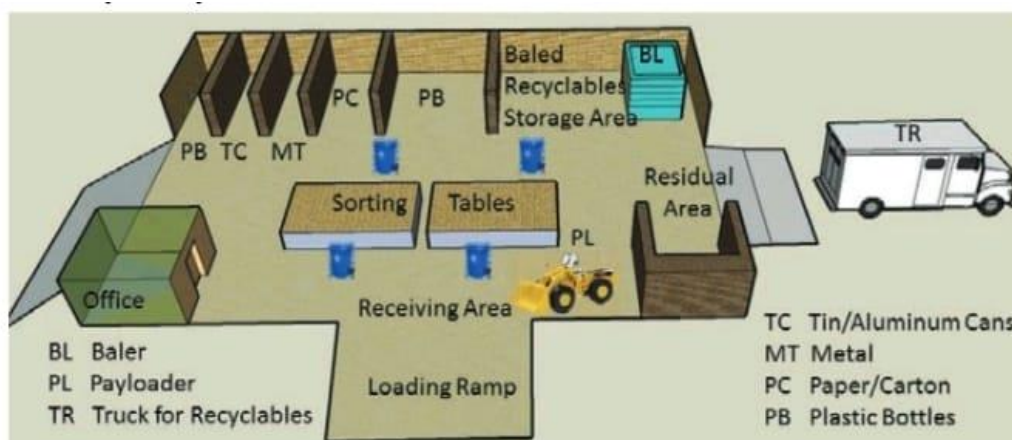 Baled
Recyclables
Storage Area
BL
PC
PB
PB TC MT
TR
Residual
Area
Sorting Tables
PL
Office
Receiving Area
Loading Ramp
BL Baler
PL Payloader
TR Truck for Recyclables
TC Tin/Aluminum Cans
MT Metal
PC Paper/Carton
PB Plastic Bottles